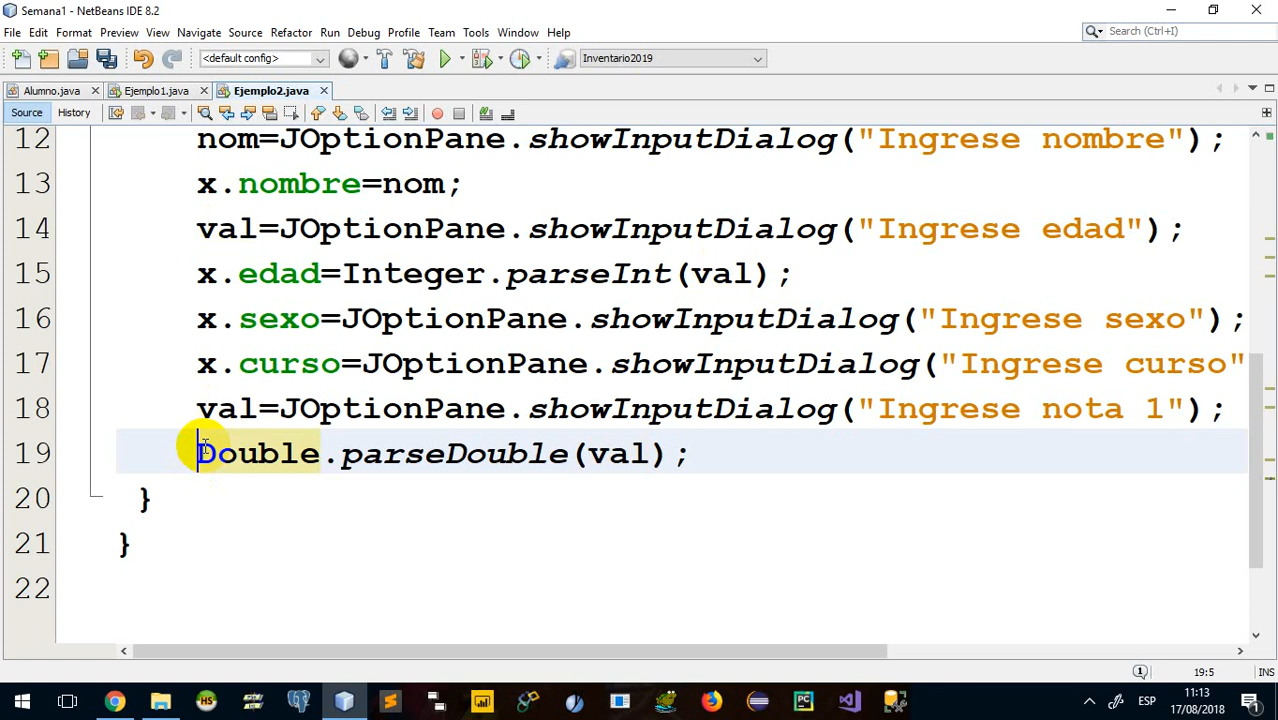 Semana1 - NetBeans IDE 8.2
File Edit View Navigate Source Refactor Run Debug Profile Team Tools Window Help
Search (Ctrl+I)
<default config>
Inventario2019
Alumno.java Ejemplo1.java Ejemplo2.java
Source History
12 nom=JOptionPane.showInputDialog("Ingrese nombre");
13 x.nombre=nom;
14 val=JOptionPane.showInputDialog("Ingrese edad");
15 x.edad=Integer.parseInt(val);
16 x.sexo=JOptionPane.showInputDialog("Ingrese sexo");
17 x.curso=JOptionPane.showInputDialog("Ingrese curso"
18 val=JOptionPane.showInputDialog("Ingrese nota 1");
19 Double.parseDouble(val);
20 }
21 }
22
1 19:5 INS
HS PC ESP 11:13
17/08/2018 1